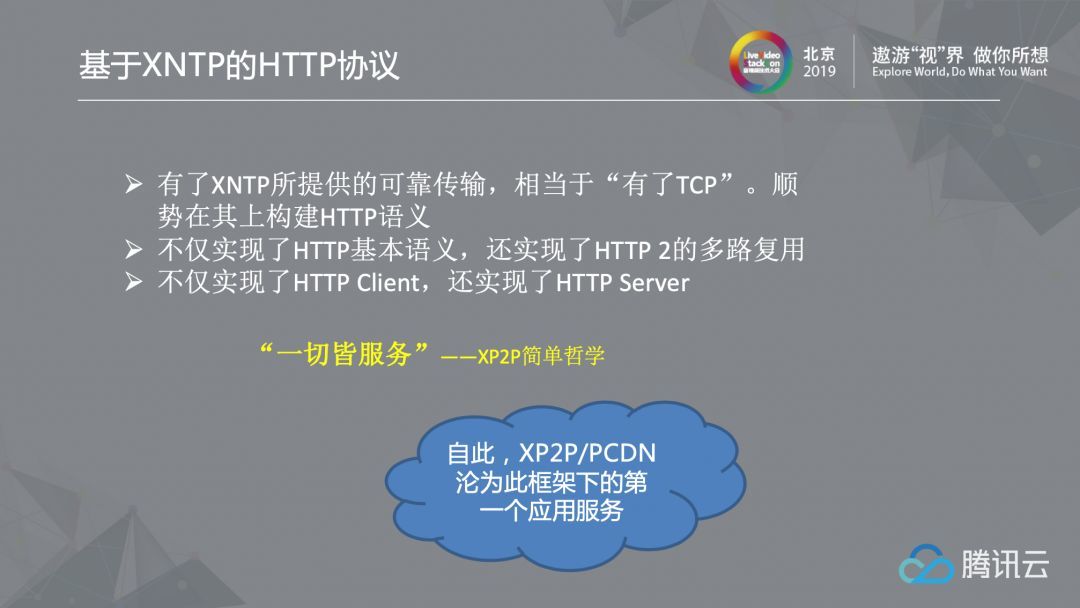 基于XNTP的HTTP协议
Live Video
Stack Con
音视频技术大会
北京
2019
遨游“视”界 做你所想
Explore World, Do What You Want
➢ 有了XNTP所提供的可靠传输，相当于“有了TCP”。顺
势在其上构建HTTP语义
➢ 不仅实现了HTTP基本语义，还实现了HTTP 2的多路复用
➢ 不仅实现了HTTP Client，还实现了HTTP Server
“一切皆服务”——XP2P简单哲学
自此，XP2P/PCDN
沦为此框架下的第
一个应用服务
腾讯云